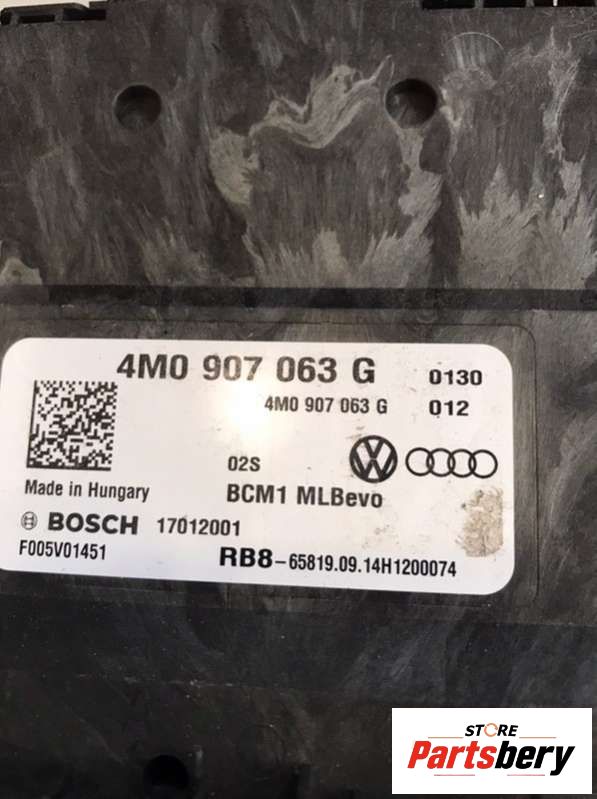 4M0 907 063 G 0130
4M0 907 063 G 012
02S
Made in Hungary BCM1 MLBevo
BOSCH 17012001
F005V01451 RB8-65819.09.14H1200074
STORE
Partsbery